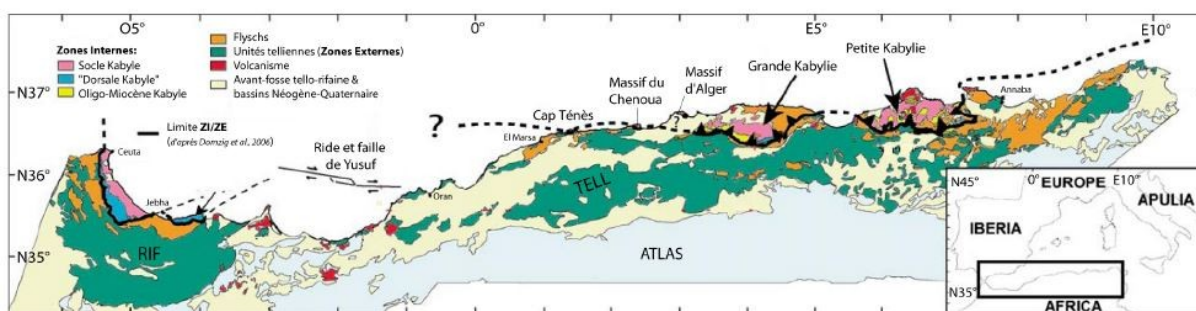 O5°
0°
E5°
E10°
Zones Internes:
Socle Kabyle
"Dorsale Kabyle"
Oligo-Miocène Kabyle
Flyschs
Unités telliennes (Zones Externes)
Volcanisme
Avant-fosse tello-rifaine &
bassins Néogène-Quaternaire
Limite ZI/ZE
(d'après Domzig et al., 2006)
N37°
N36°
N35°
Ceuta
Jebha
RIF
Ride et faille
de Yusuf
?
Oran
El Marsa
Cap Ténès
Massif du
Chenoua
Massif
d'Alger
?
Grande Kabylie
Petite Kabylie
Annaba
TELL
ATLAS
N45°
0°
EUROPE
E10°
APULIA
IBERIA
N35°
AFRICA